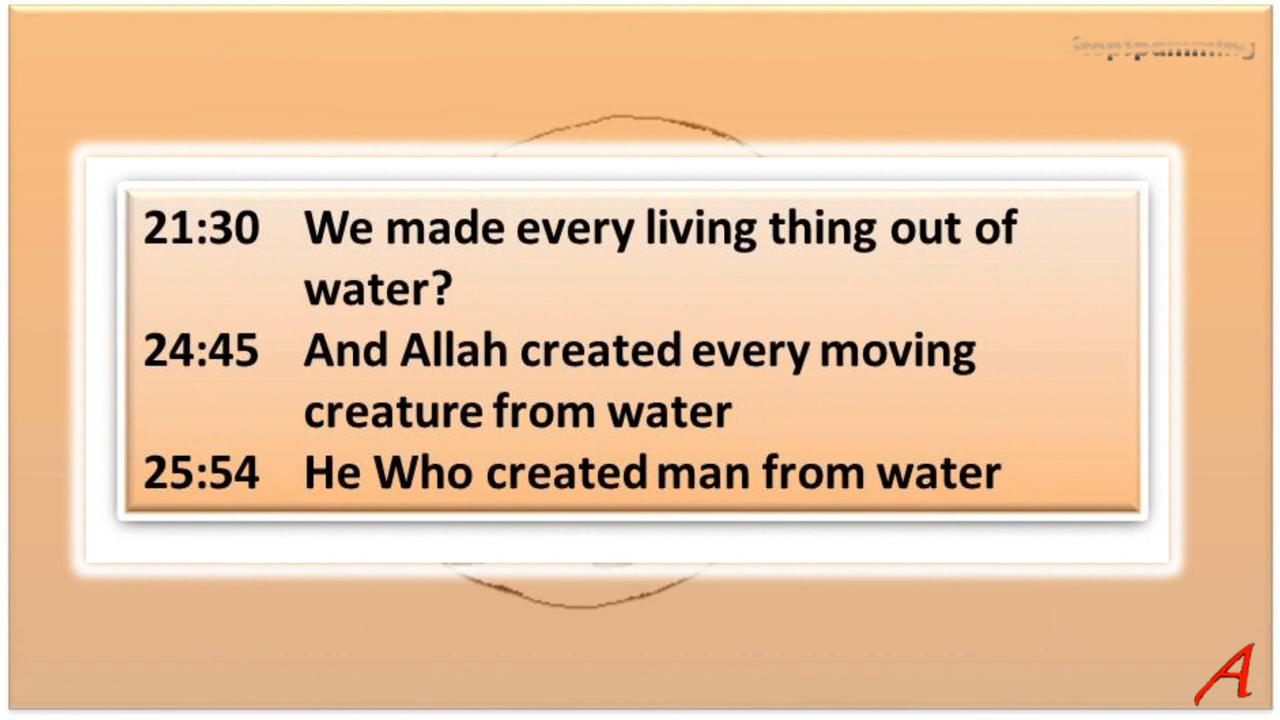 21:30 We made every living thing out of
water?
24:45 And Allah created every moving
creature from water
25:54 He Who created man from water
A